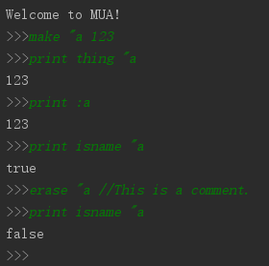 Welcome to MUA!
>>>make "a 123
>>>print thing "a
123
>>>print :a
123
>>>print isname "a
true
>>>erase "a //This is a comment.
>>>print isname "a
false
>>>